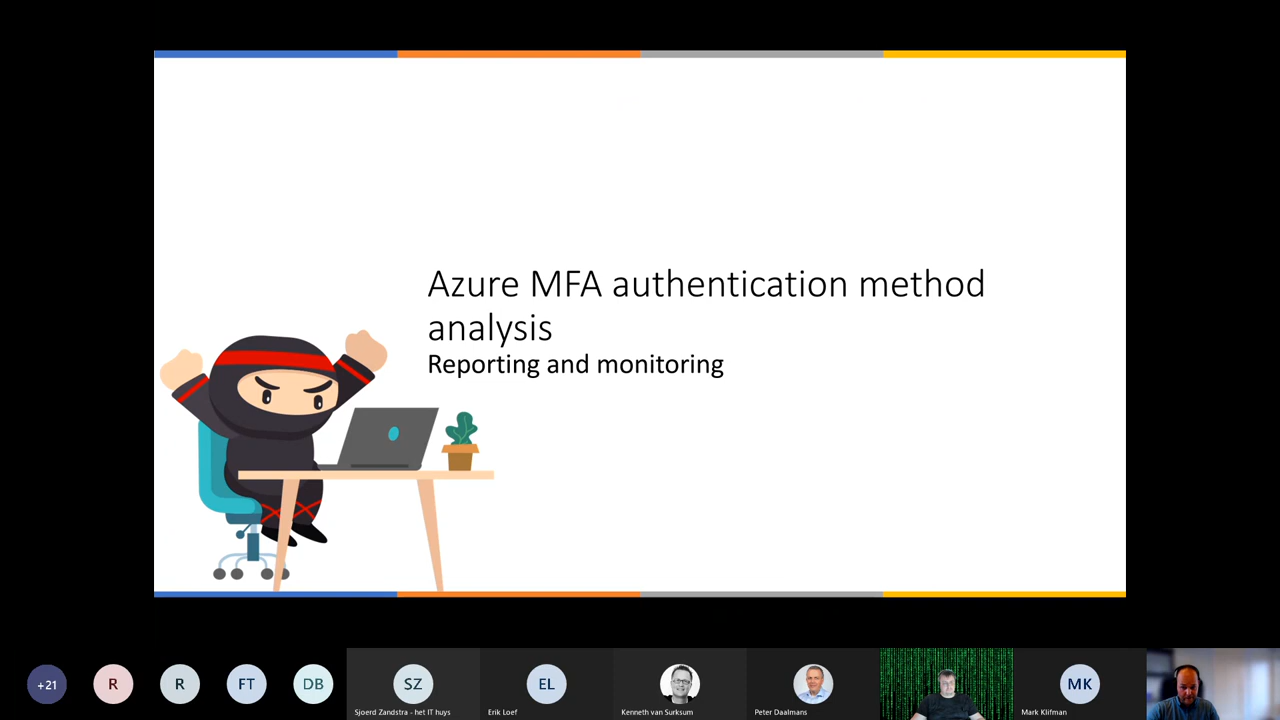 Azure MFA authentication method
analysis
Reporting and monitoring
+21
R
R
FT
DB
SZ
EL
MK
Sjoerd Zandstra - het IT huys
Erik Loef
Kenneth van Surksum
Peter Daalmans
Mark Klifman